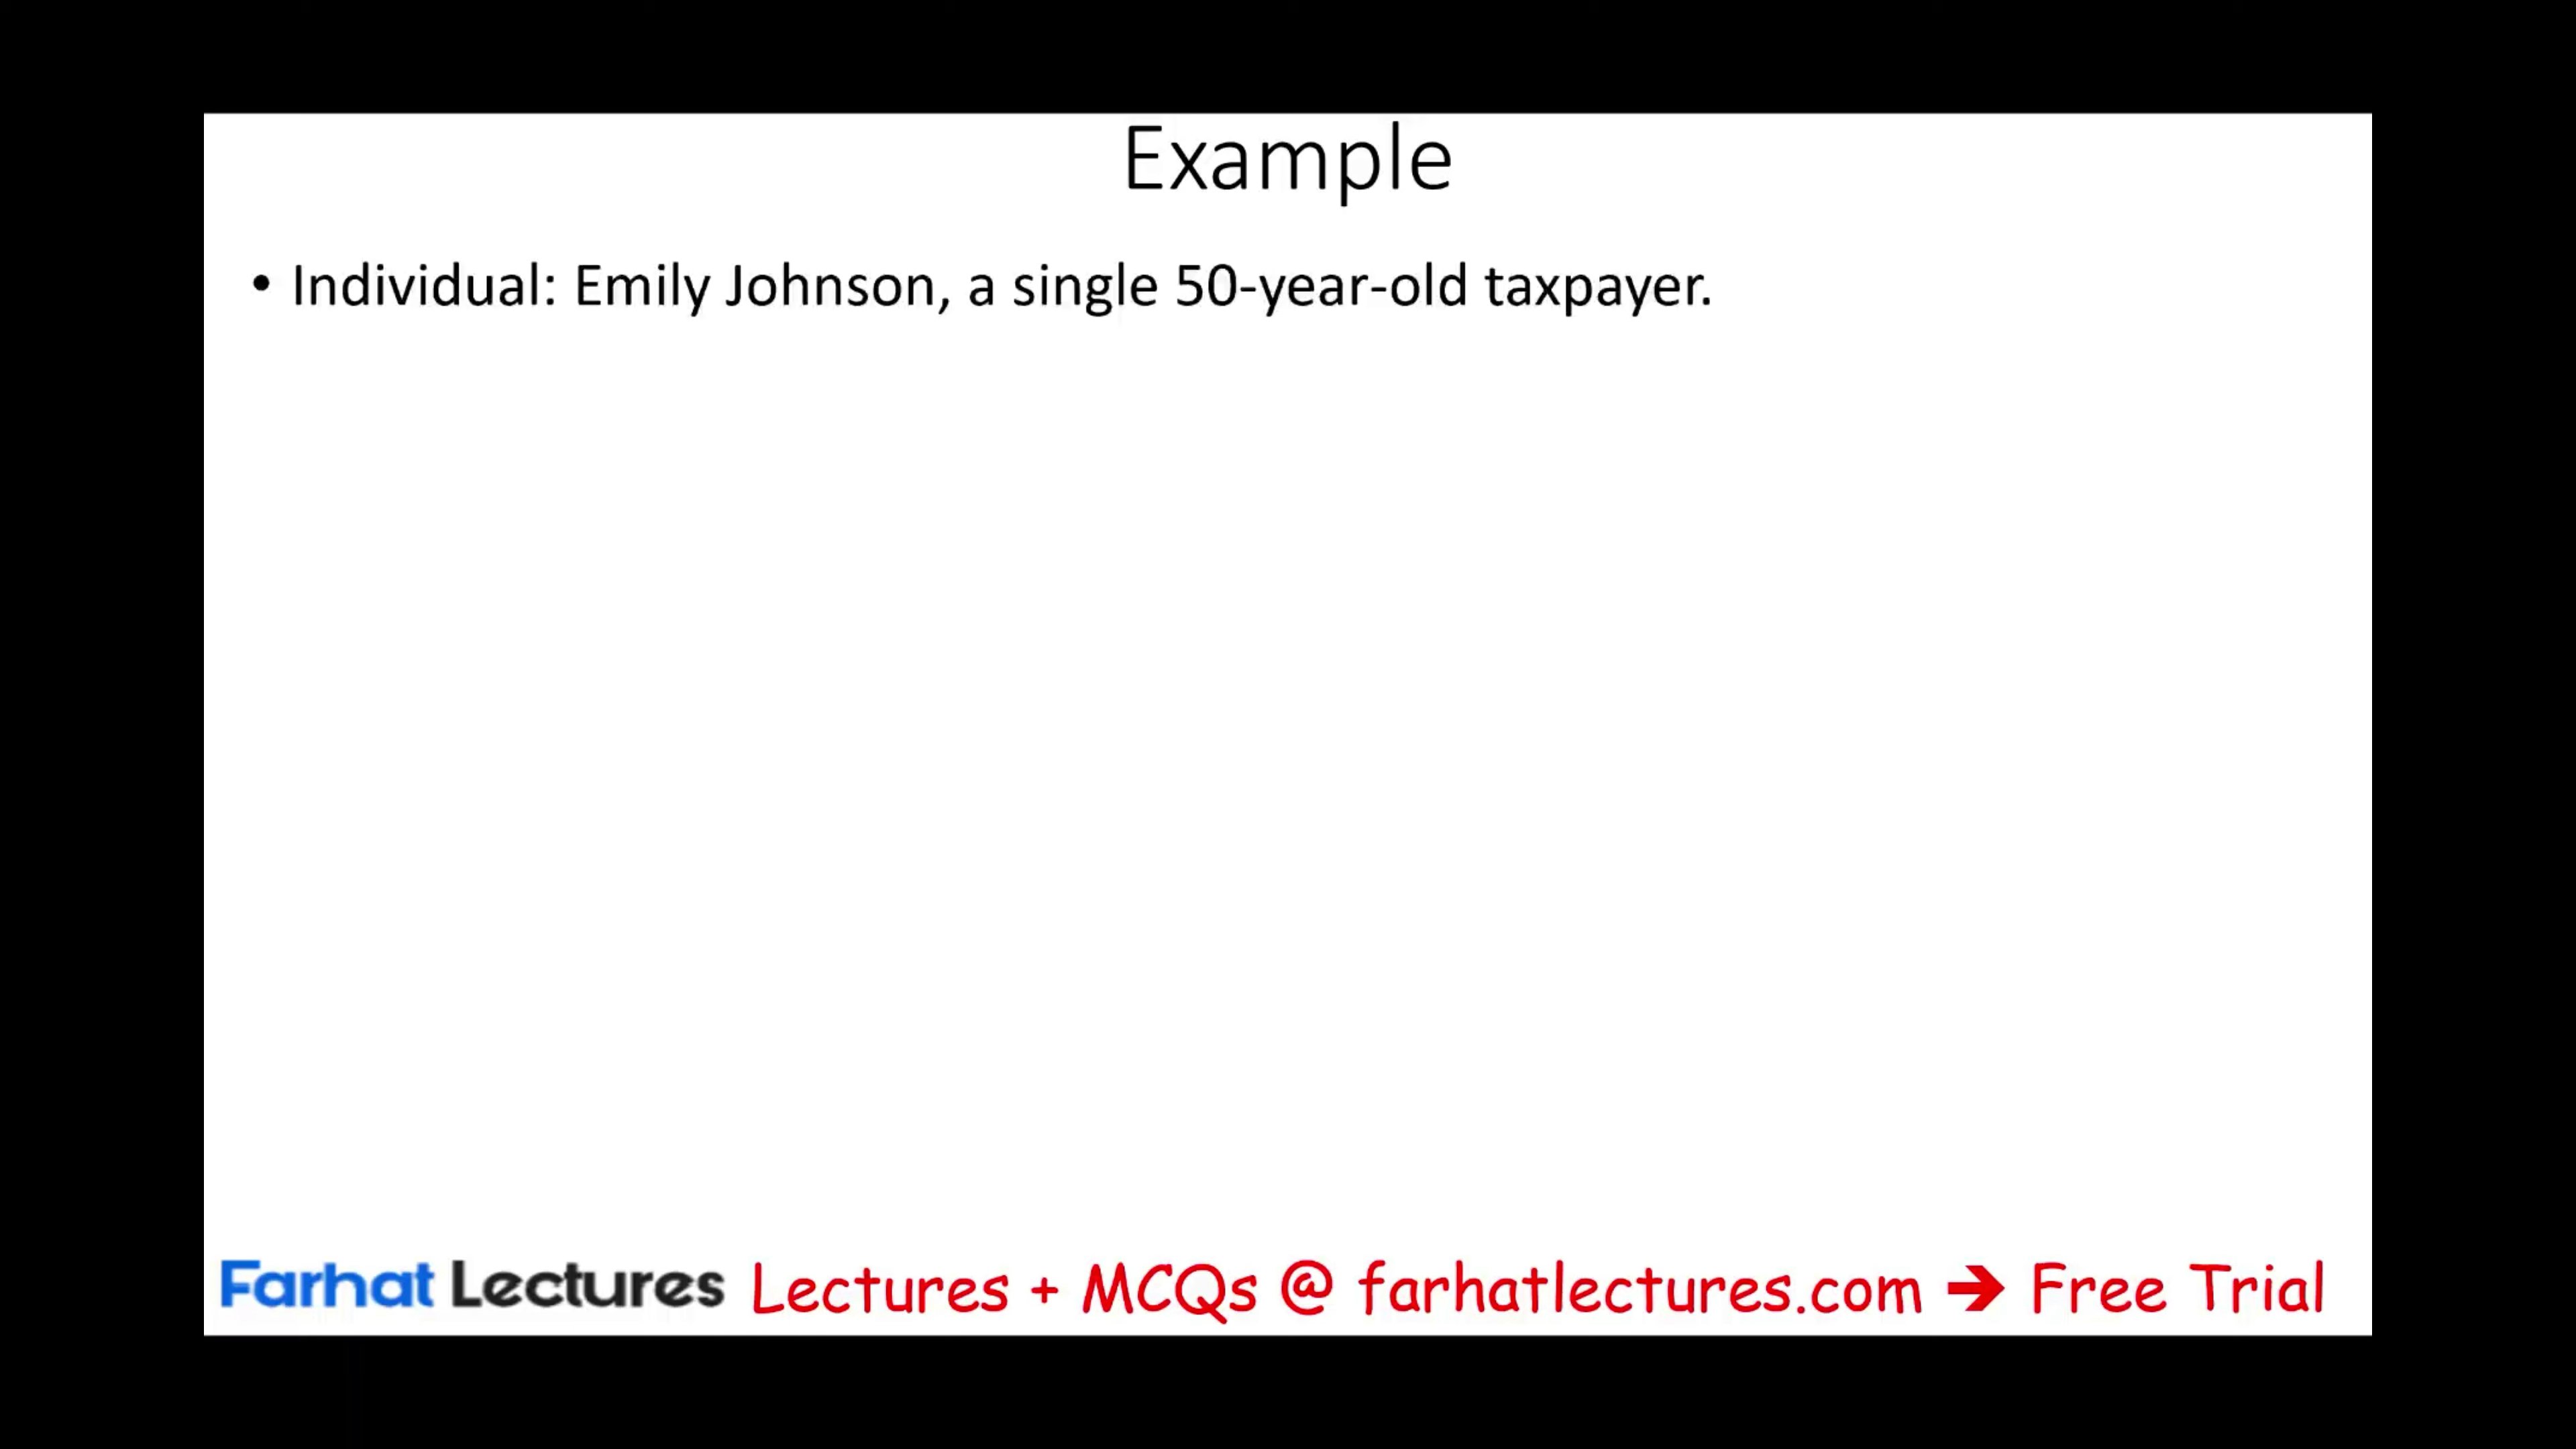 Example
• Individual: Emily Johnson, a single 50-year-old taxpayer.
Farhat Lectures Lectures + MCQs @ farhatlectures.com ➔ Free Trial